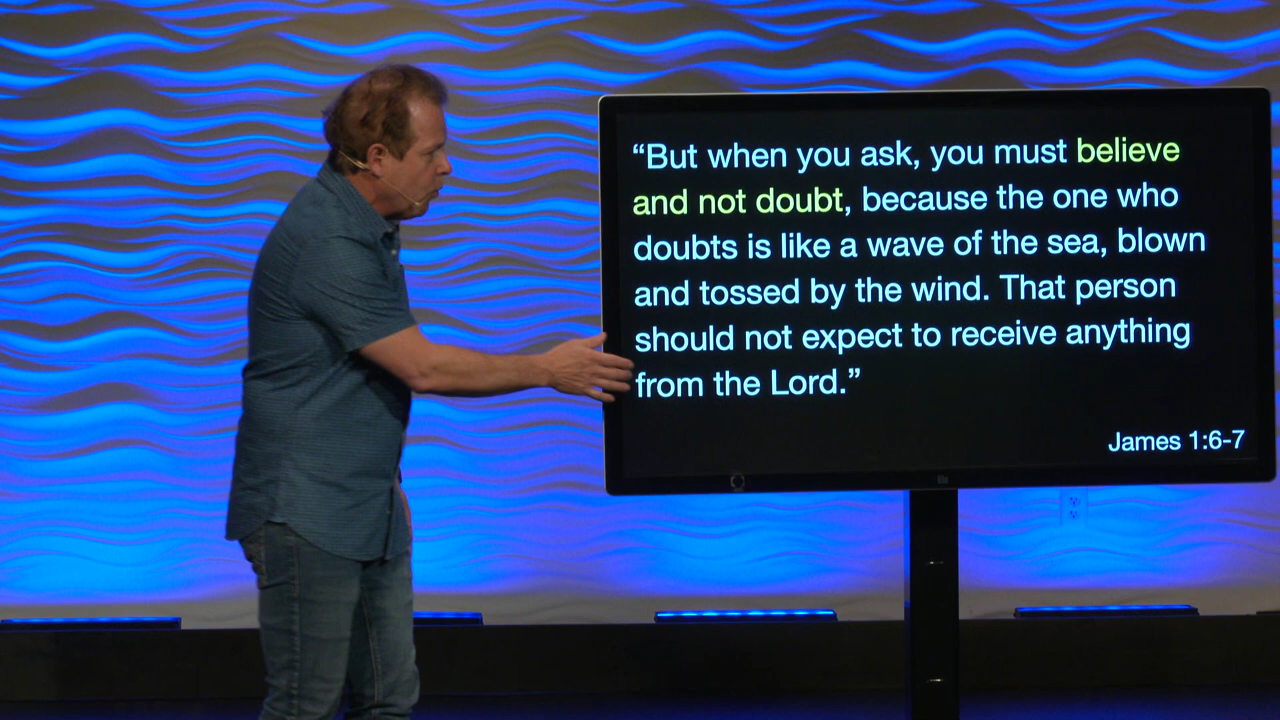 “But when you ask, you must believe
and not doubt, because the one who
doubts is like a wave of the sea, blown
and tossed by the wind. That person
should not expect to receive anything
from the Lord.”
James 1:6-7